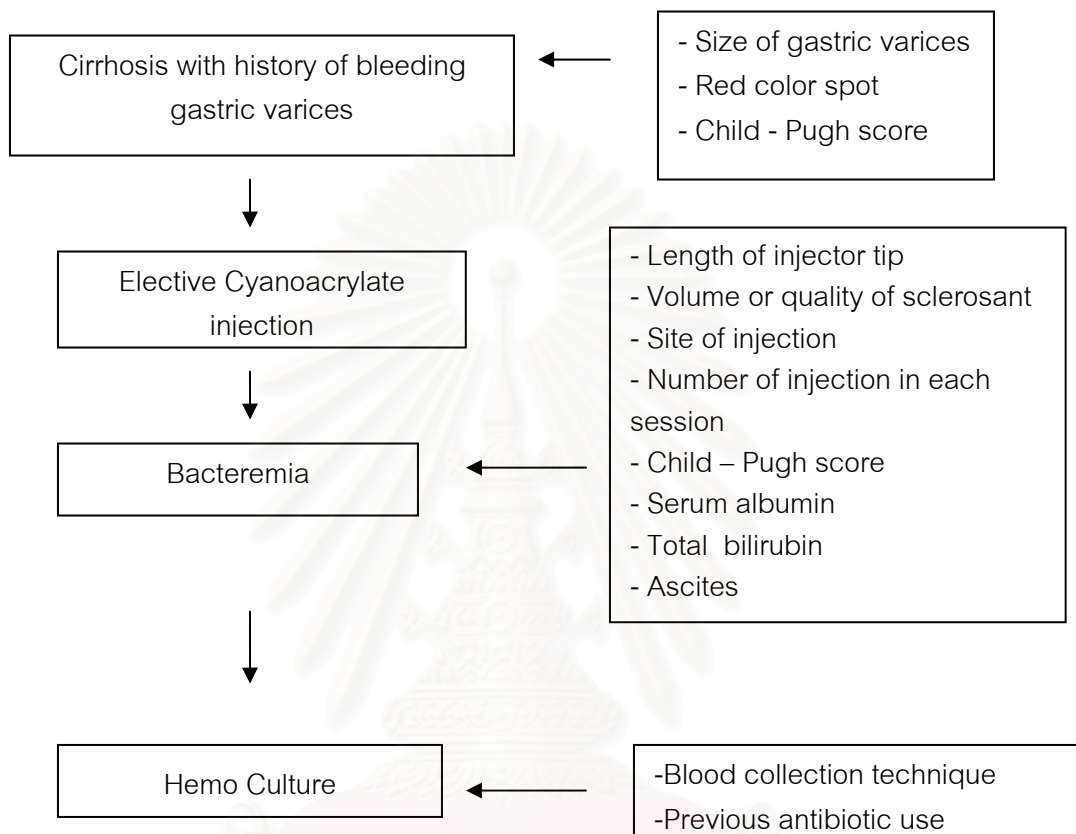 Cirrhosis with history of bleeding
gastric varices
- Size of gastric varices
- Red color spot
- Child - Pugh score
Elective Cyanoacrylate
injection
- Length of injector tip
- Volume or quality of sclerosant
- Site of injection
- Number of injection in each
session
- Child – Pugh score
- Serum albumin
- Total bilirubin
- Ascites
Bacteremia
Hemo Culture
-Blood collection technique
-Previous antibiotic use